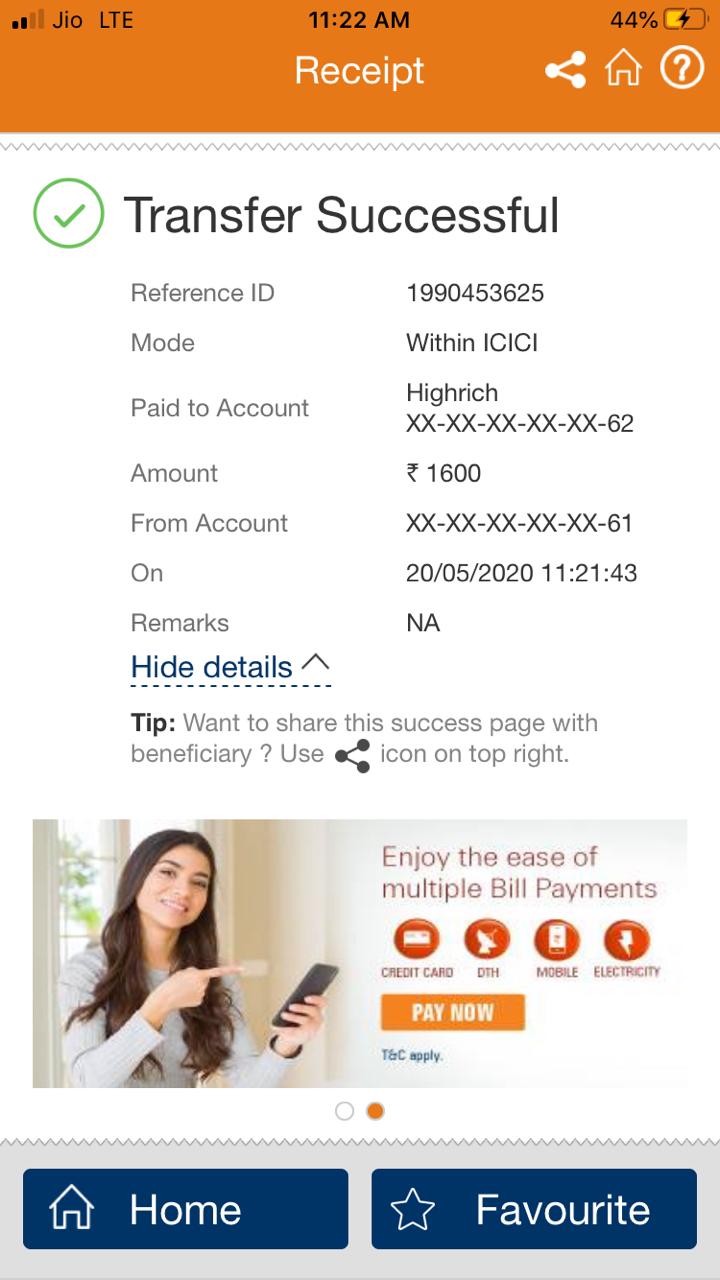 Jio LTE 11:22 AM 44%
Receipt
Transfer Successful
Reference ID 1990453625
Mode Within ICICI
Paid to Account Highrich
XX-XX-XX-XX-XX-62
Amount ₹ 1600
From Account XX-XX-XX-XX-XX-61
On 20/05/2020 11:21:43
Remarks NA
Hide details
Tip: Want to share this success page with
beneficiary ? Use icon on top right.
Enjoy the ease of
multiple Bill Payments
CREDIT CARD DTH MOBILE ELECTRICITY
PAY NOW
T&C apply.
Home Favourite